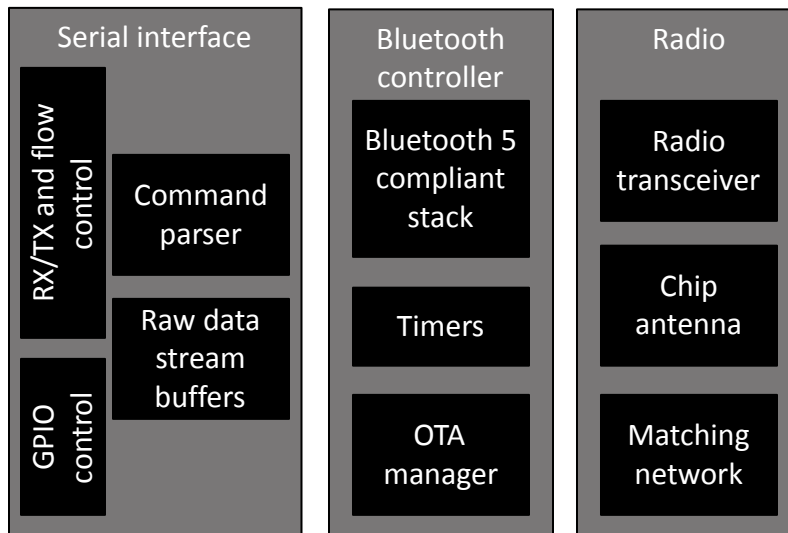 Serial interface
RX/TX and flow
control
GPIO
control
Command
parser
Raw data
stream
buffers
Bluetooth
controller
Bluetooth 5
compliant
stack
Timers
OTA
manager
Radio
Radio
transceiver
Chip
antenna
Matching
network